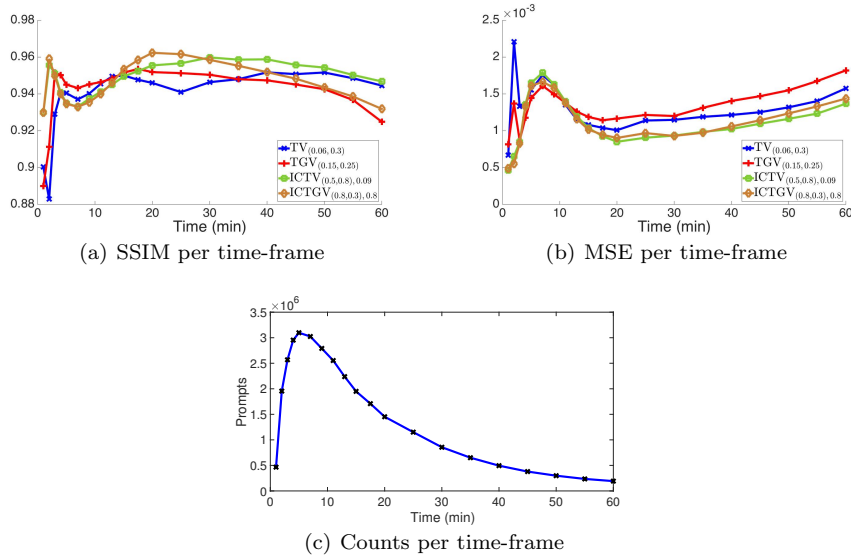 0.98
0.96
0.94
0.92
0.9
0.88
0 10 20 30 40 50 60
Time (min)
TV(0.06,0.3)
TGV(0.15,0.25)
ICTV(0.5,0.8),0.09
ICTGV(0.8,0.3),0.8
(a) SSIM per time-frame
×10-3
2.5
2
1.5
1
0.5
0
0 10 20 30 40 50 60
Time (min)
TV(0.06,0.3)
TGV(0.15,0.25)
ICTV(0.5,0.8),0.09
ICTGV(0.8,0.3),0.8
(b) MSE per time-frame
×106
3.5
3
2.5
2
1.5
1
0.5
0
Prompts
0 10 20 30 40 50 60
Time (min)
(c) Counts per time-frame